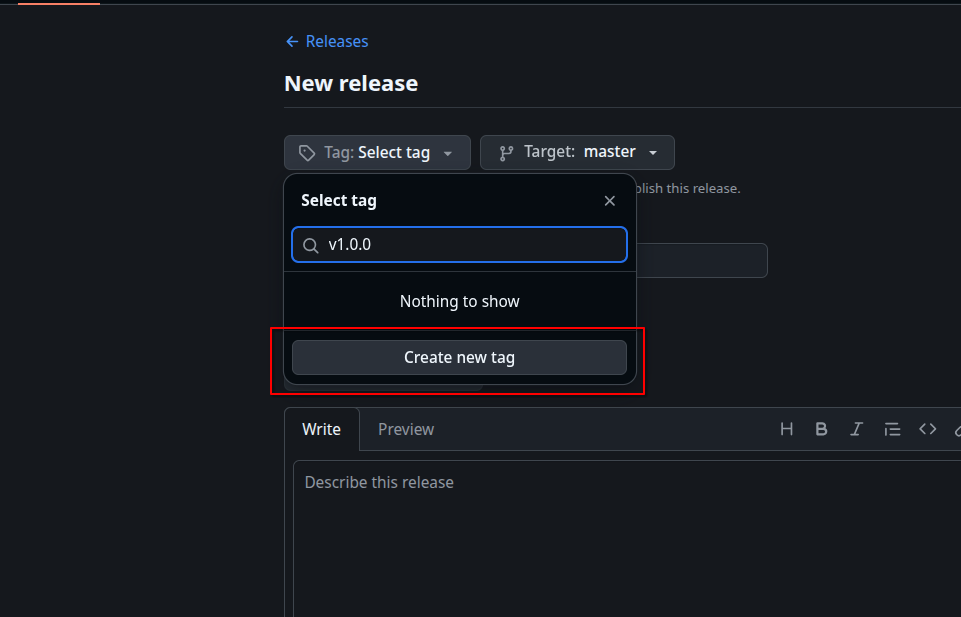 Releases
New release
Tag: Select tag
Target: master
Select tag
blish this release.
v1.0.0
Nothing to show
Create new tag
Write
Preview
Describe this release